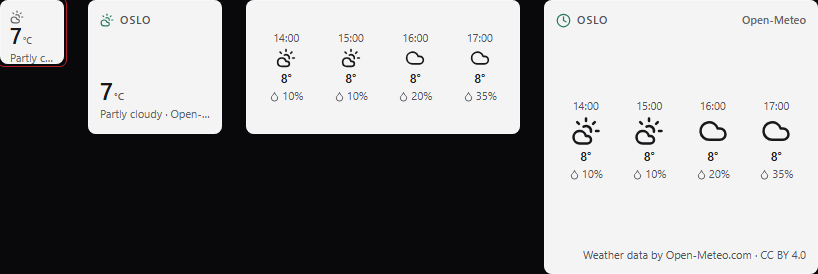 7 °C
Partly c...
OSLO
7 °C
Partly cloudy · Open-...
14:00 15:00 16:00 17:00
8° 8° 8° 8°
10% 10% 20% 35%
OSLO Open-Meteo
14:00 15:00 16:00 17:00
8° 8° 8° 8°
10% 10% 20% 35%
Weather data by Open-Meteo.com · CC BY 4.0